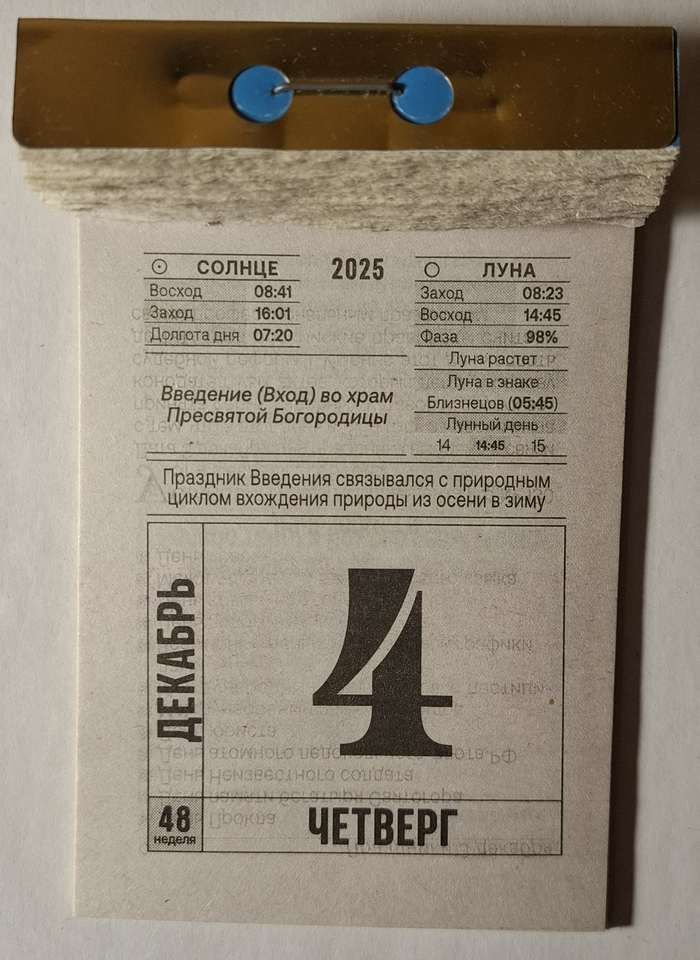 2025
СОЛНЦЕ
Восход 08:41
Заход 16:01
Долгота дня 07:20
ЛУНА
Заход 08:23
Восход 14:45
Фаза 98%
Луна растет
Луна в знаке
Близнецов (05:45)
Лунный день
14 14:45 15
Введение (Вход) во храм
Пресвятой Богородицы
Праздник Введения связывался с природным
циклом вхождения природы из осени в зиму
ДЕКАБРЬ
4
48
неделя
ЧЕТВЕРГ